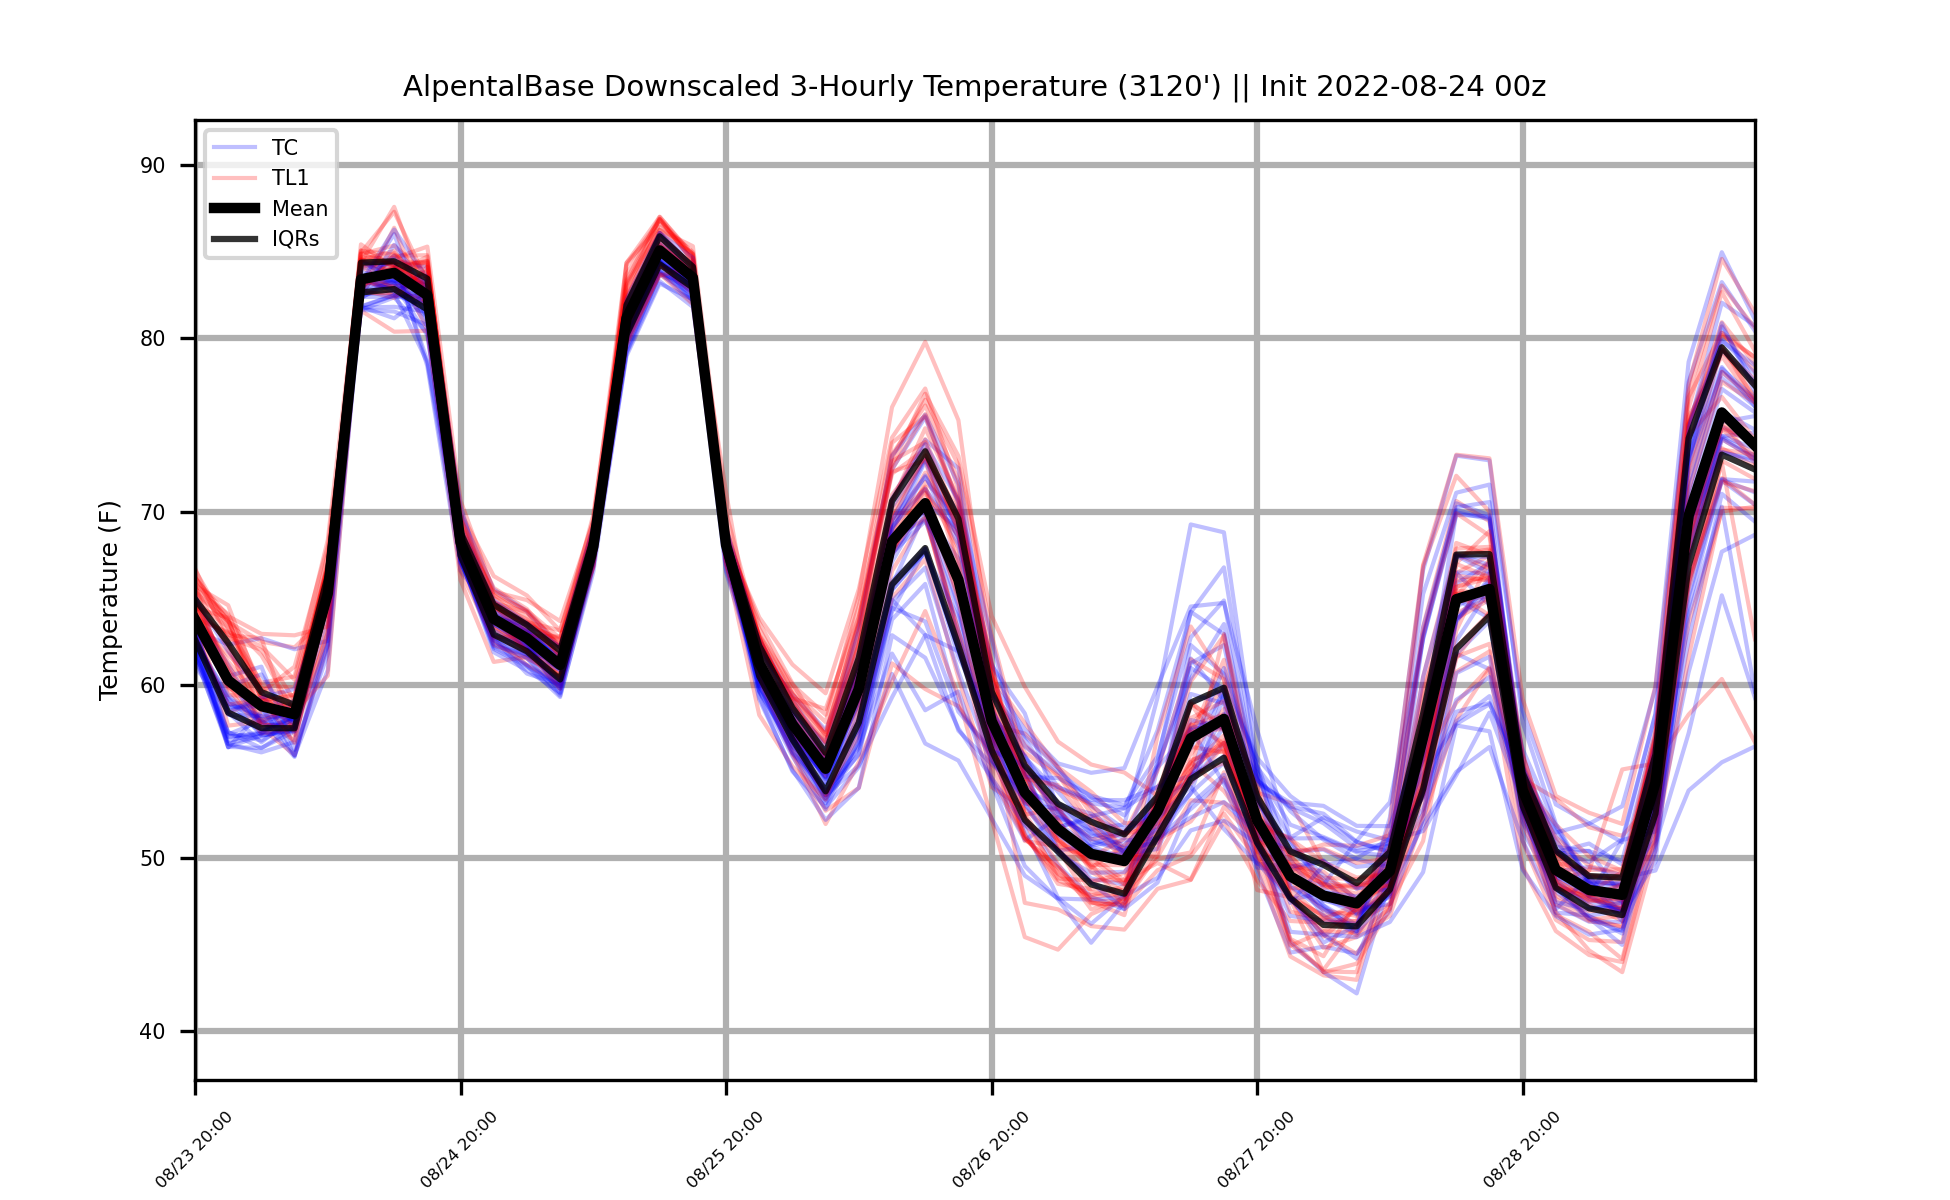 AlpentalBase Downscaled 3-Hourly Temperature (3120') || Init 2022-08-24 00z
TC
TL1
Mean
IQRs
Temperature (F)
90
80
70
60
50
40
08/23 20:00
08/24 20:00
08/25 20:00
08/26 20:00
08/27 20:00
08/28 20:00